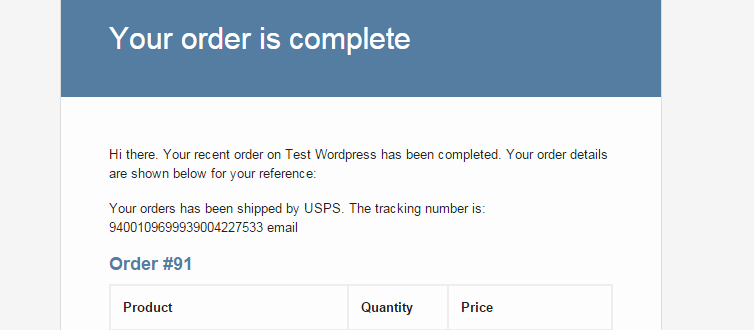 Your order is complete
Hi there. Your recent order on Test Wordpress has been completed. Your order details
are shown below for your reference:
Your orders has been shipped by USPS. The tracking number is:
9400109699939004227533 email
Order #91
Product Quantity Price